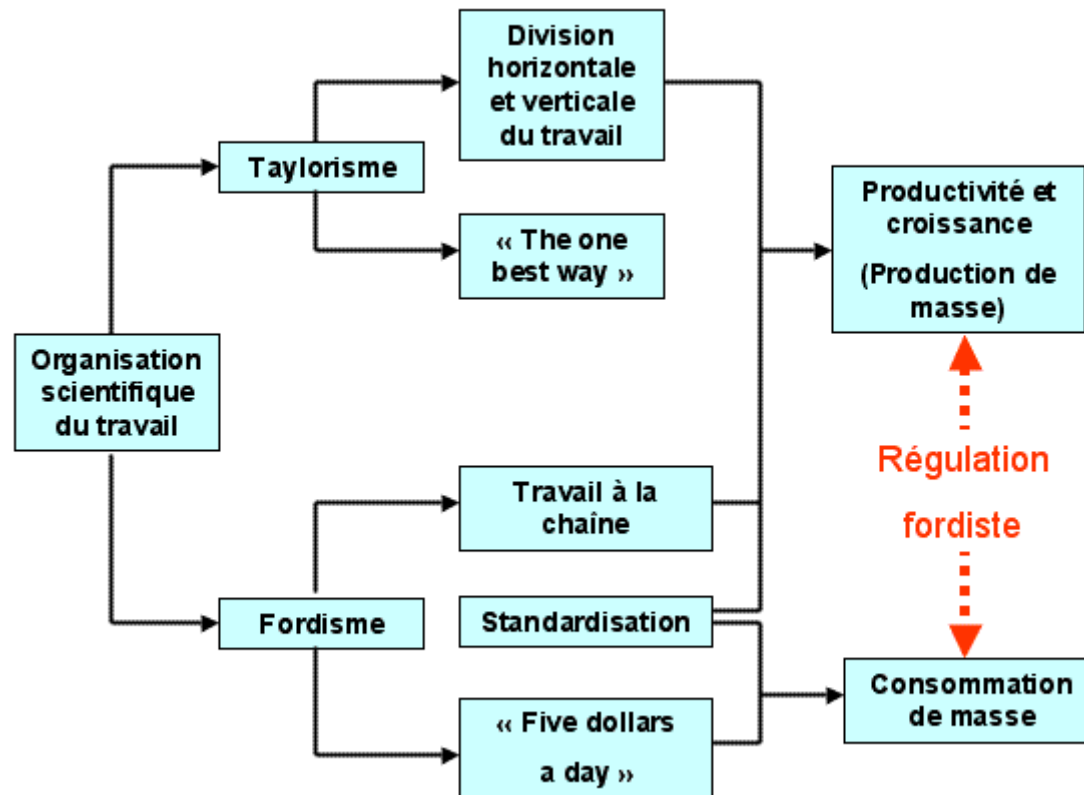 Division
horizontale
et verticale
du travail
Taylorisme
« The one
best way »
Productivité et
croissance
(Production de
masse)
Organisation
scientifique
du travail
Régulation
fordiste
Travail à la
chaîne
Fordisme
Standardisation
« Five dollars
a day »
Consommation
de masse